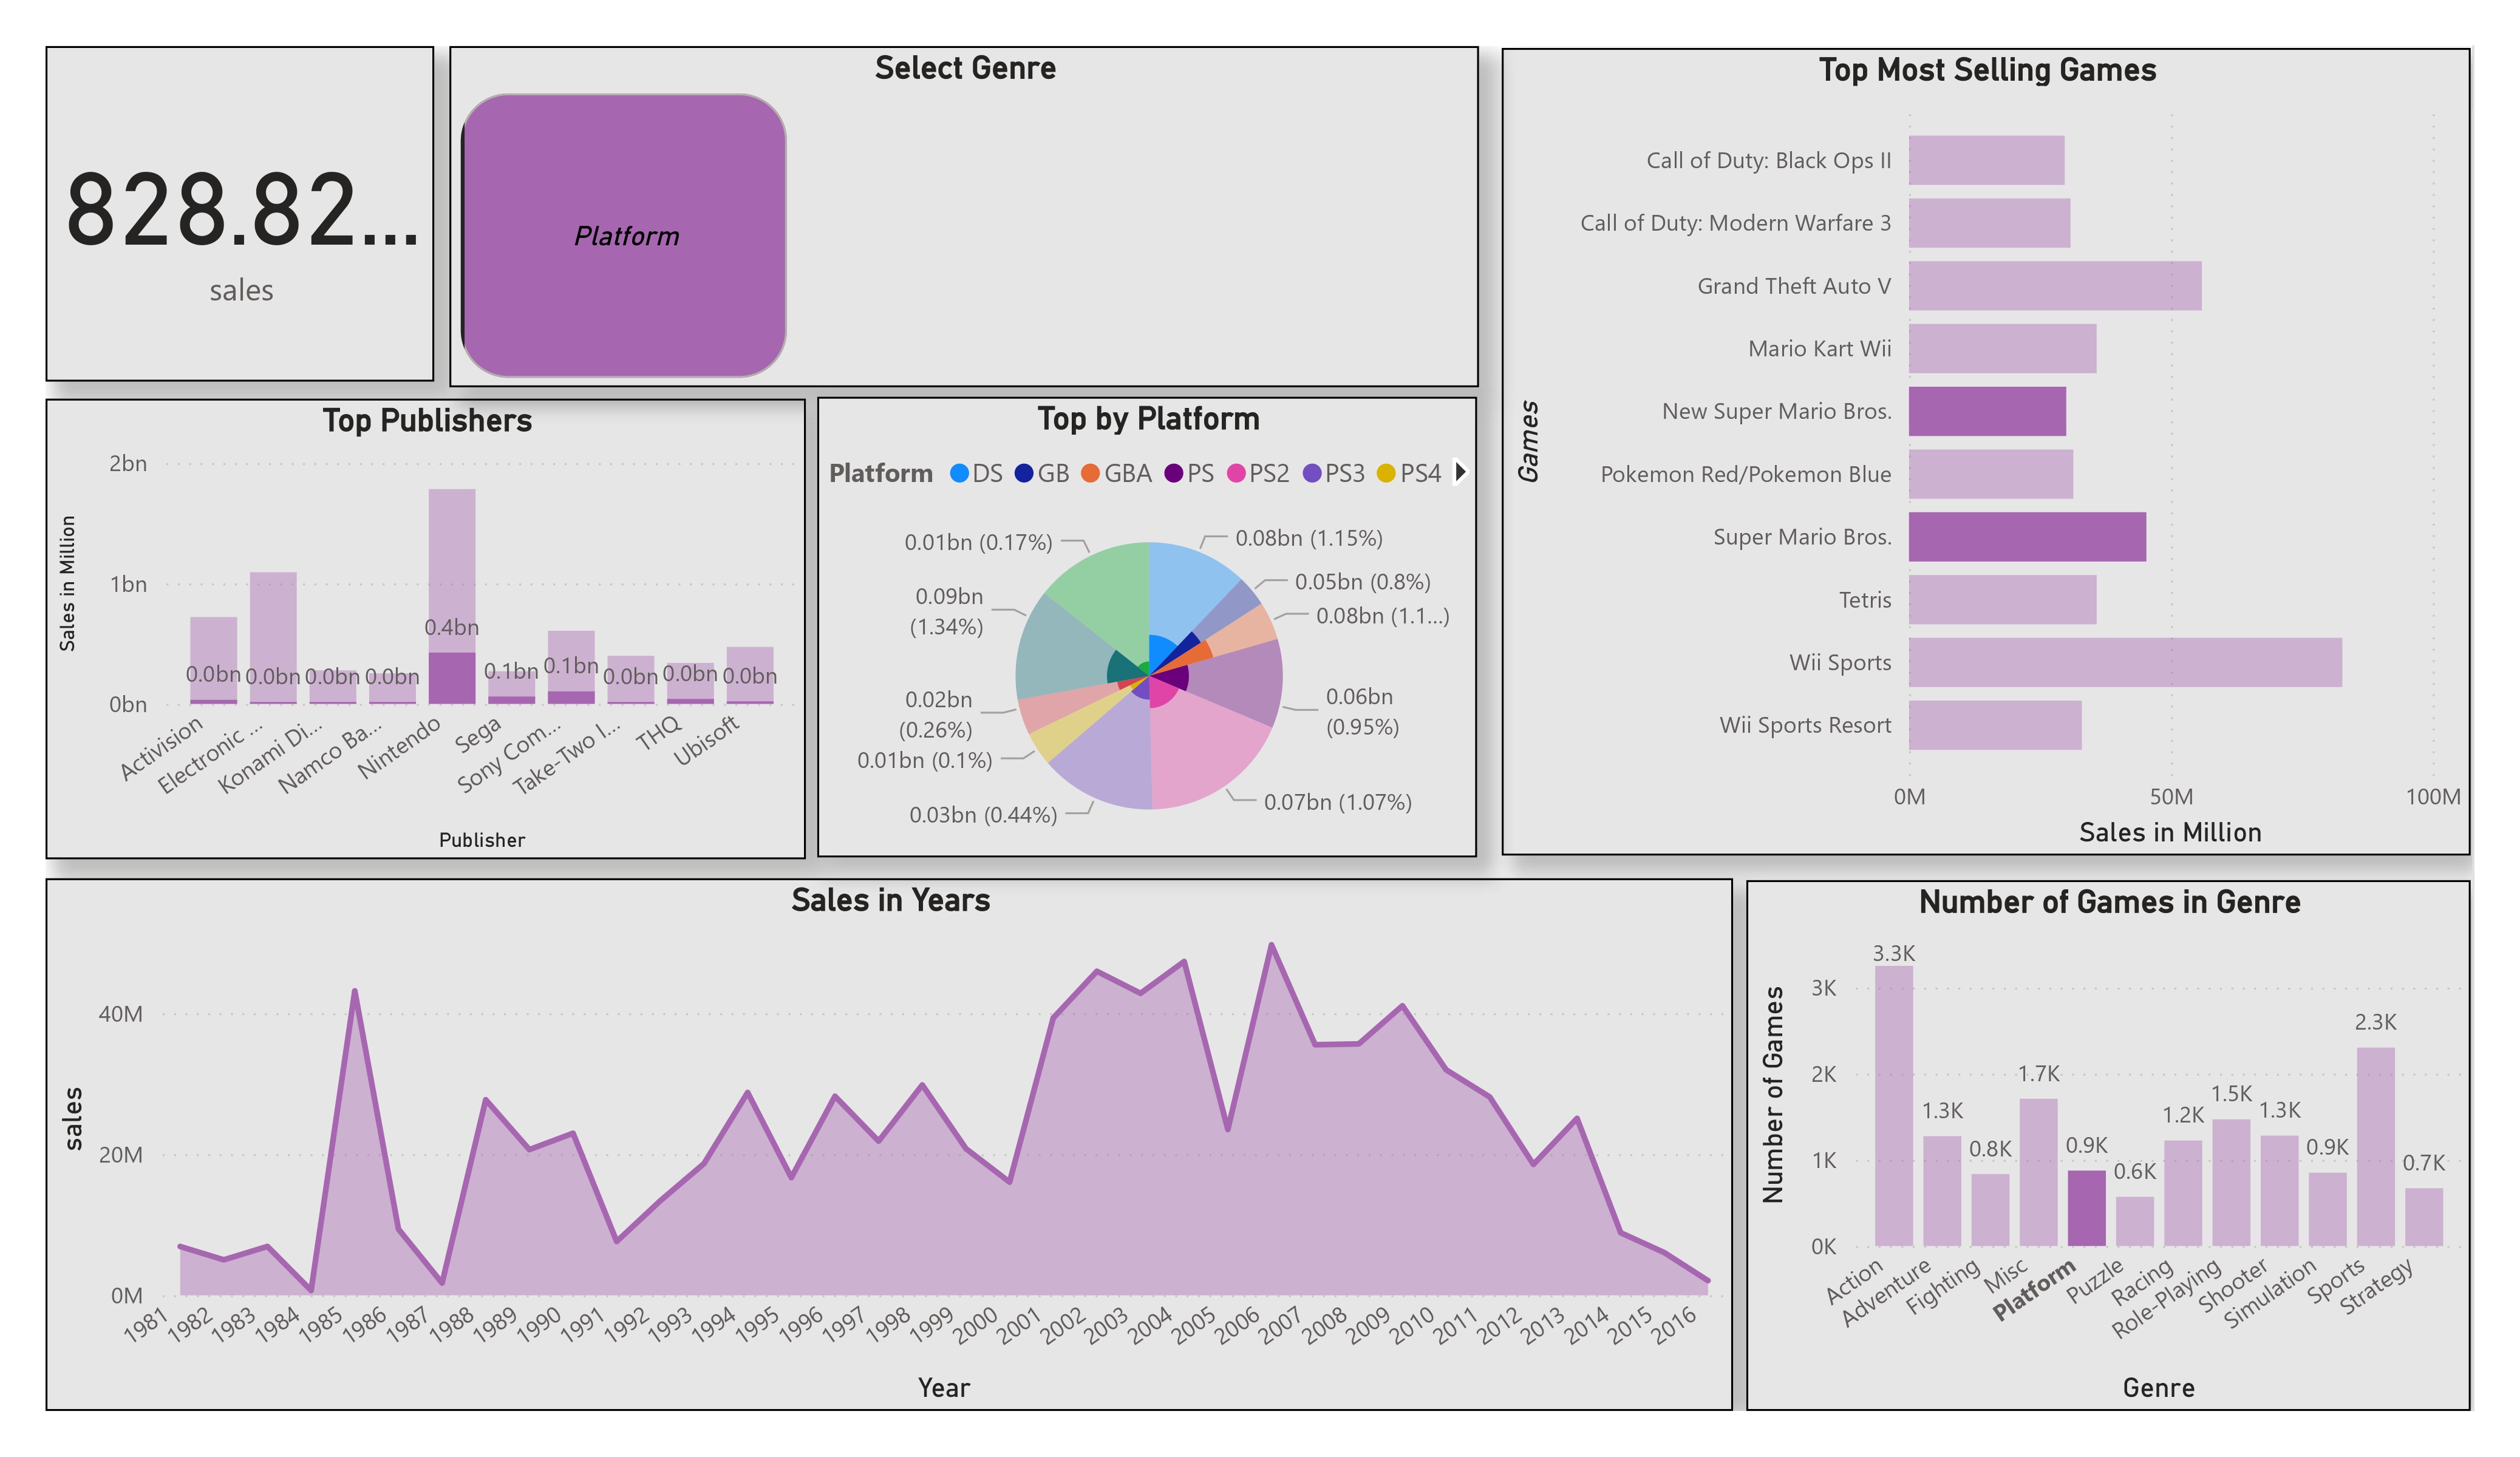 828.82...
sales
Select Genre
Platform
Top Most Selling Games
Games
Call of Duty: Black Ops II
Call of Duty: Modern Warfare 3
Grand Theft Auto V
Mario Kart Wii
New Super Mario Bros.
Pokemon Red/Pokemon Blue
Super Mario Bros.
Tetris
Wii Sports
Wii Sports Resort
0M 50M 100M
Sales in Million
Top Publishers
Sales in Million
2bn
1bn
0bn
0.0bn 0.0bn 0.0bn 0.0bn 0.4bn 0.1bn 0.1bn 0.0bn 0.0bn 0.0bn
Activision Electronic ... Konami Di... Namco Ba... Nintendo Sega Sony Com... Take-Two I... THQ Ubisoft
Publisher
Top by Platform
Platform DS GB GBA PS PS2 PS3 PS4
0.08bn (1.15%)
0.05bn (0.8%)
0.08bn (1.1...)
0.06bn
(0.95%)
0.07bn (1.07%)
0.03bn (0.44%)
0.01bn (0.1%)
0.02bn
(0.26%)
0.09bn
(1.34%)
0.01bn (0.17%)
Sales in Years
sales
40M
20M
0M
1981 1982 1983 1984 1985 1986 1987 1988 1989 1990 1991 1992 1993 1994 1995 1996 1997 1998 1999 2000 2001 2002 2003 2004 2005 2006 2007 2008 2009 2010 2011 2012 2013 2014 2015 2016
Year
Number of Games in Genre
Number of Games
3K
2K
1K
0K
3.3K 1.3K 0.8K 1.7K 0.9K 0.6K 1.2K 1.5K 1.3K 0.9K 2.3K 0.7K
Action Adventure Fighting Misc Platform Puzzle Racing Role-Playing Shooter Simulation Sports Strategy
Genre